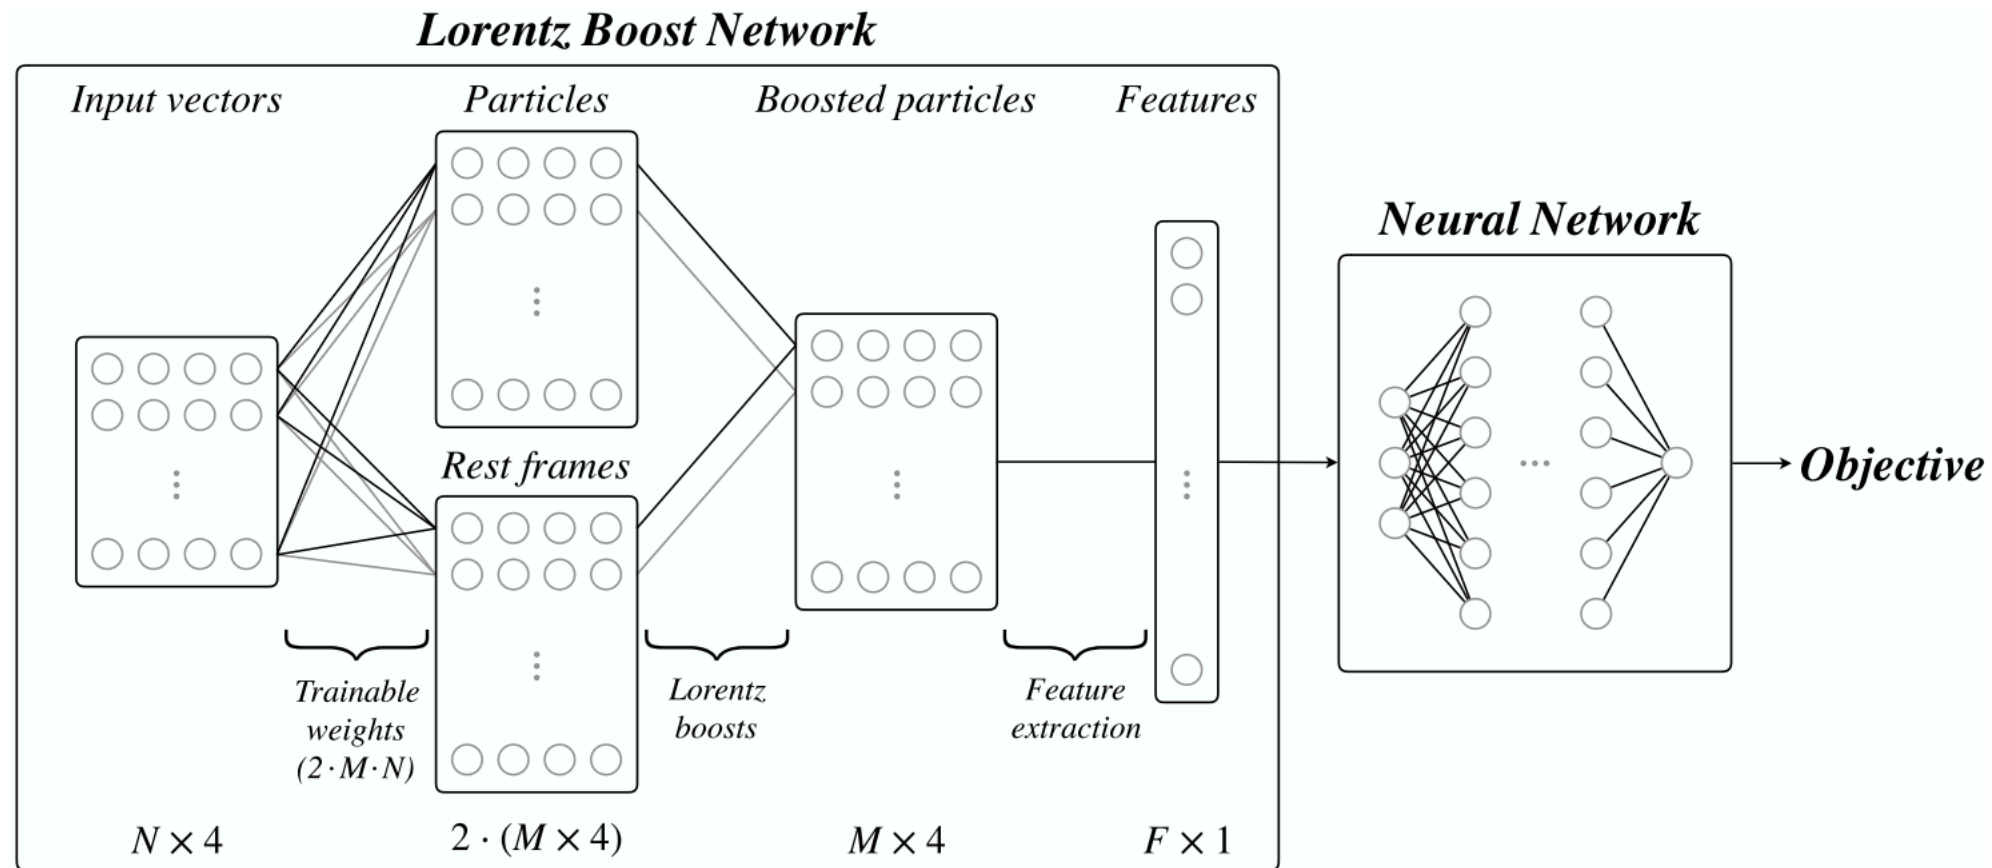 Lorentz Boost Network
Input vectors
Particles
Boosted particles
Features
Rest frames
Trainable
weights
(2·M·N)
Lorentz
boosts
Feature
extraction
N × 4
2 · (M × 4)
M × 4
F × 1
Neural Network
Objective